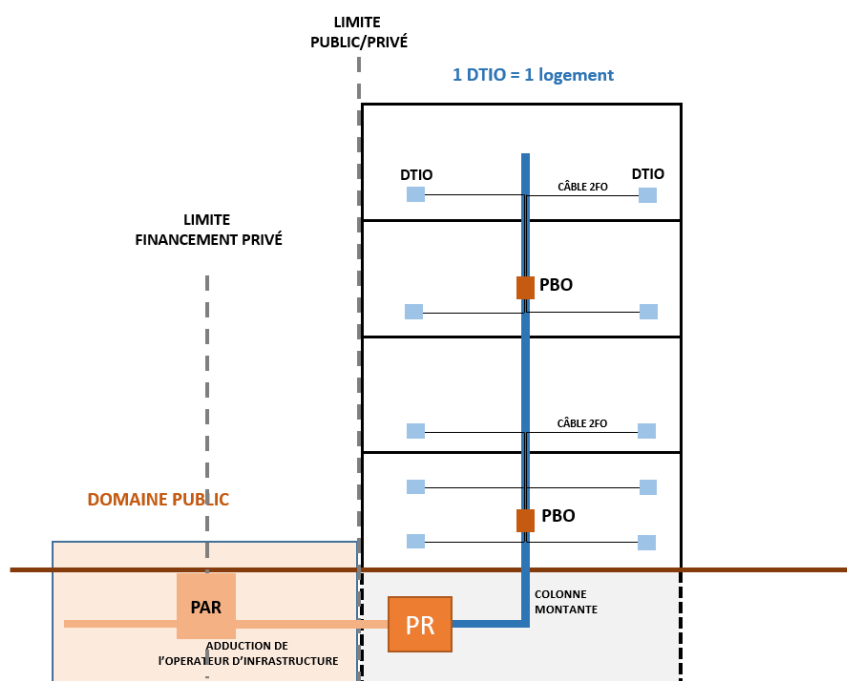 LIMITE
PUBLIC/PRIVÉ
1 DTIO = 1 logement
DTIO
DTIO
CÂBLE 2FO
LIMITE
FINANCEMENT PRIVÉ
PBO
CÂBLE 2FO
DOMAINE PUBLIC
PBO
COLONNE
MONTANTE
PAR
PR
ADDUCTION DE
l'OPERATEUR D'INFRASTRUCTURE